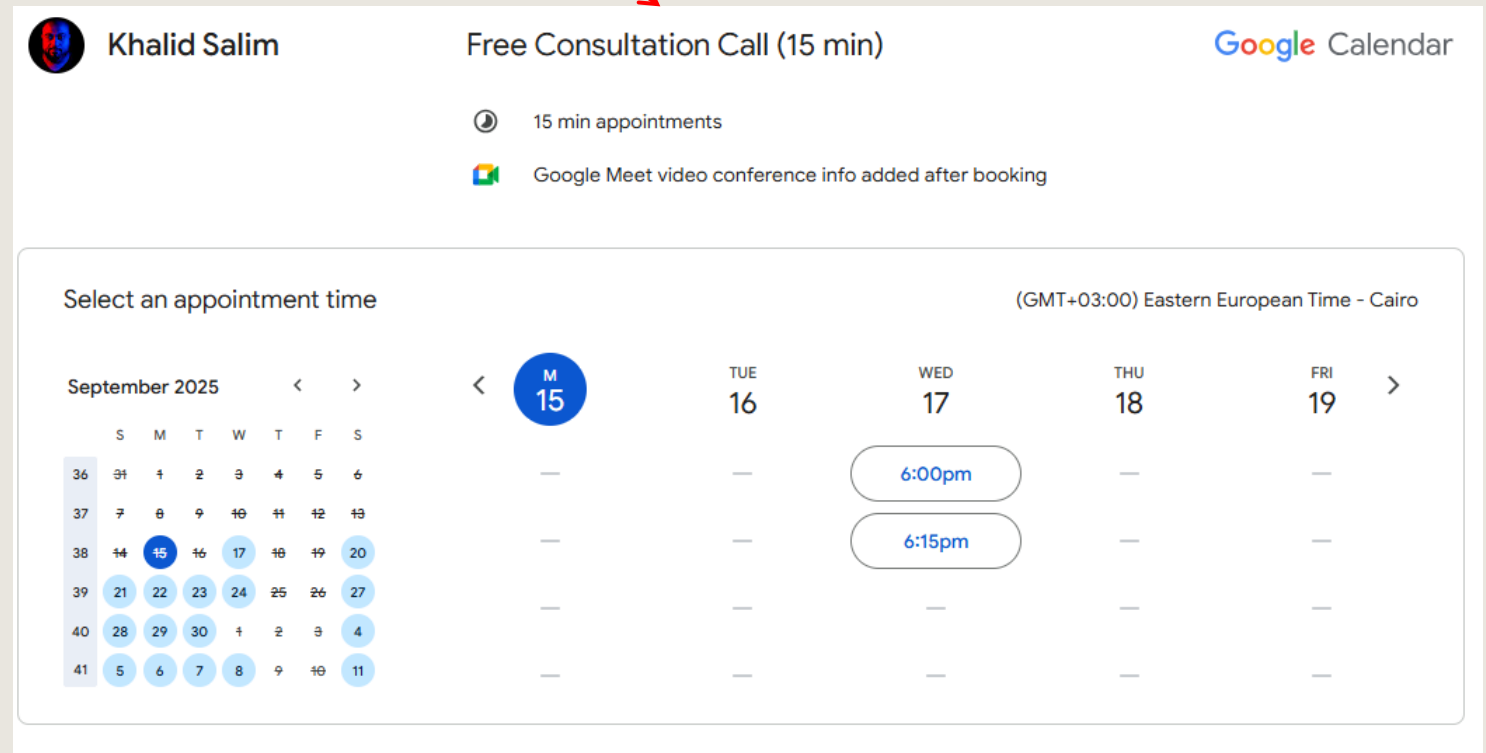 Khalid Salim
Free Consultation Call (15 min)
Google Calendar
15 min appointments
Google Meet video conference info added after booking
Select an appointment time
(GMT+03:00) Eastern European Time - Cairo
September 2025
S M T W T F S
36 31 1 2 3 4 5 6
37 7 8 9 10 11 12 13
38 14 15 16 17 18 19 20
39 21 22 23 24 25 26 27
40 28 29 30 1 2 3 4
41 5 6 7 8 9 10 11
M TUE WED THU FRI
15 16 17 18 19
— — 6:00pm — —
— — 6:15pm — —
— — — — —
— — — — —